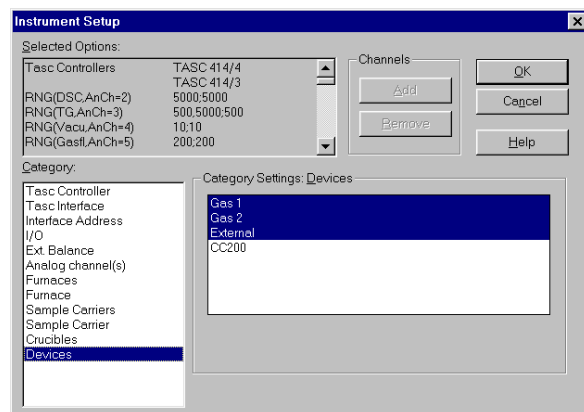 Instrument Setup
Selected Options:
Tasc Controllers TASC 414/4
TASC 414/3
RNG(DSC,AnCh=2) 5000;5000
RNG(TG,AnCh=3) 500,5000;500
RNG(Vacu,AnCh=4) 10;10
RNG(Gasfl,AnCh=5) 200;200
Channels
Add
Remove
OK
Cancel
Help
Category:
Tasc Controller
Tasc Interface
Interface Address
I/O
Ext. Balance
Analog channel(s)
Furnaces
Furnace
Sample Carriers
Sample Carrier
Crucibles
Devices
Category Settings: Devices
Gas 1
Gas 2
External
CC200